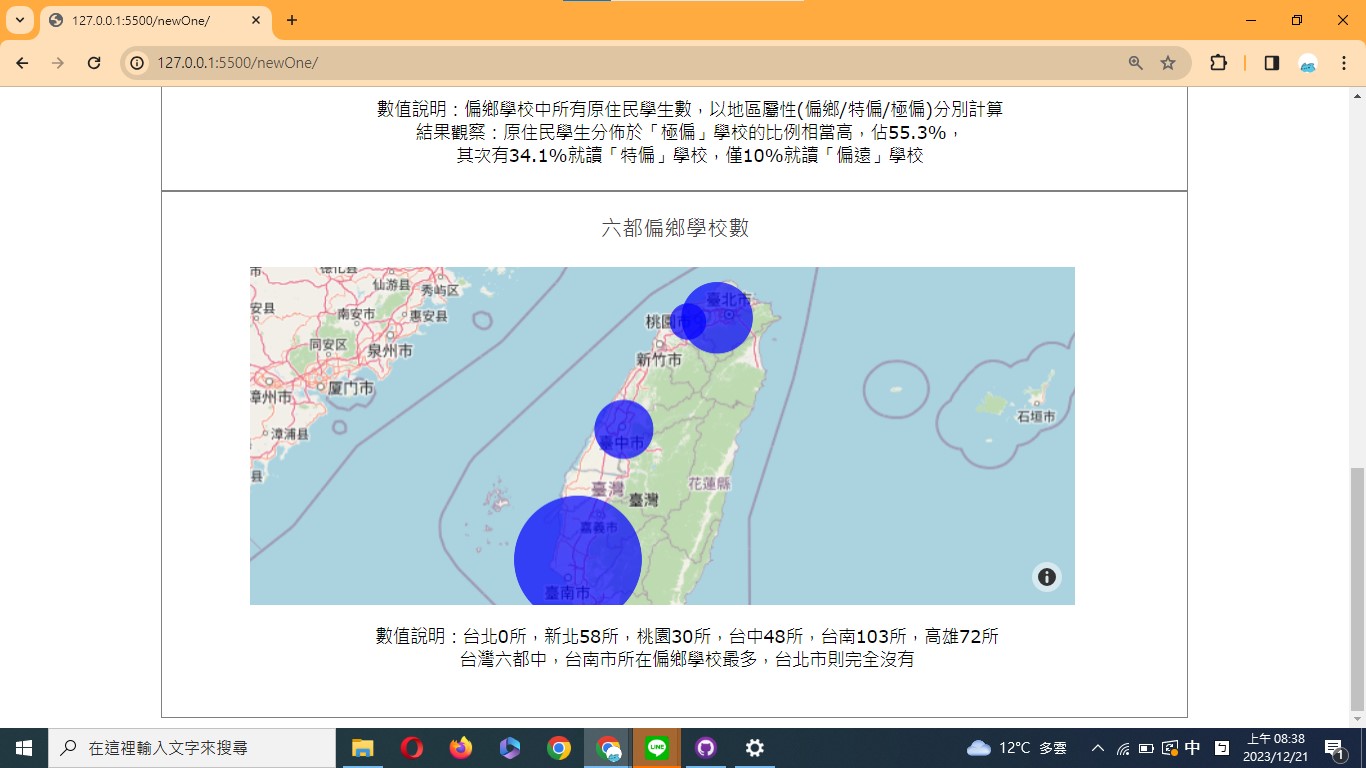 127.0.0.1:5500/newOne/
127.0.0.1:5500/newOne/
數值說明：偏鄉學校中所有原住民學生數，以地區屬性(偏鄉/特偏/極偏)分別計算
結果觀察：原住民學生分佈於「極偏」學校的比例相當高，佔55.3%，
其次有34.1%就讀「特偏」學校，僅10%就讀「偏遠」學校
六都偏鄉學校數
德化县
仙游县
秀屿区
安县
南安市
惠安县
同安区
泉州市
厦门市
漳州市
漳浦县
县
臺北市
桃園市
新竹市
臺中市
臺灣
臺灣
花蓮縣
嘉義市
臺南市
石垣市
數值說明：台北0所，新北58所，桃園30所，台中48所，台南103所，高雄72所
台灣六都中，台南市所在偏鄉學校最多，台北市則完全沒有
在這裡輸入文字來搜尋
LINE
12°C 多雲
中
上午 08:38
2023/12/21
1